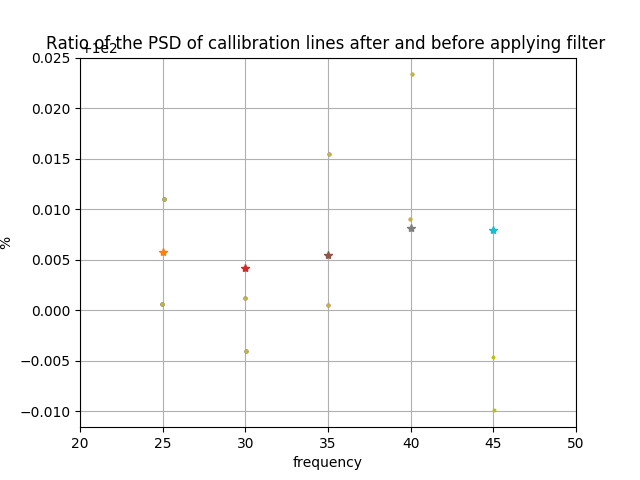 Ratio of the PSD of callibration lines after and before applying filter
+1e2
0.025
0.020
0.015
0.010
0.005
0.000
−0.005
−0.010
%
20 25 30 35 40 45 50
frequency